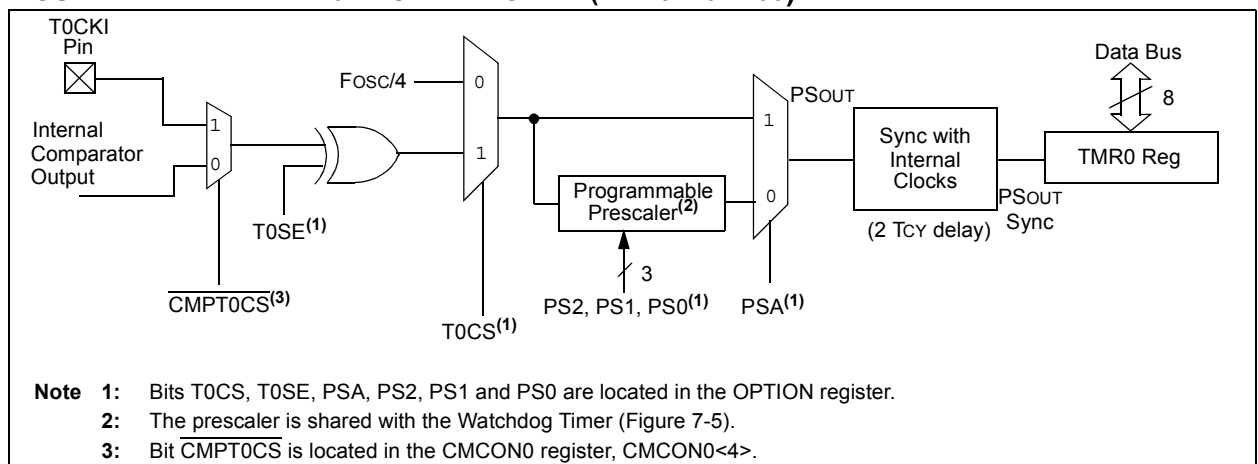 T0CKI
Pin
Internal
Comparator
Output
1
0
CMPT0CS(3)
T0SE(1)
FOSC/4
0
1
T0CS(1)
Programmable
Prescaler(2)
3
PS2, PS1, PS0(1)
PSOUT
1
0
PSA(1)
Sync with
Internal
Clocks
(2 TCY delay)
PSOUT
Sync
Data Bus
8
TMR0 Reg
Note 1: Bits T0CS, T0SE, PSA, PS2, PS1 and PS0 are located in the OPTION register.
2: The prescaler is shared with the Watchdog Timer (Figure 7-5).
3: Bit CMPT0CS is located in the CMCON0 register, CMCON0<4>.